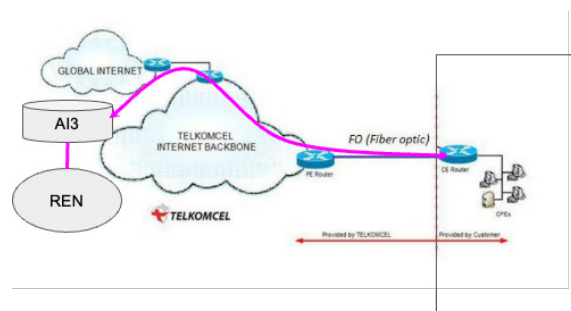 GLOBAL INTERNET
AI3
TELKOMCEL
INTERNET BACKBONE
FO (Fiber optic)
PE Router
CE Router
REN
CPEs
TELKOMCEL
Provided by TELKOMCEL
Provided by Customer